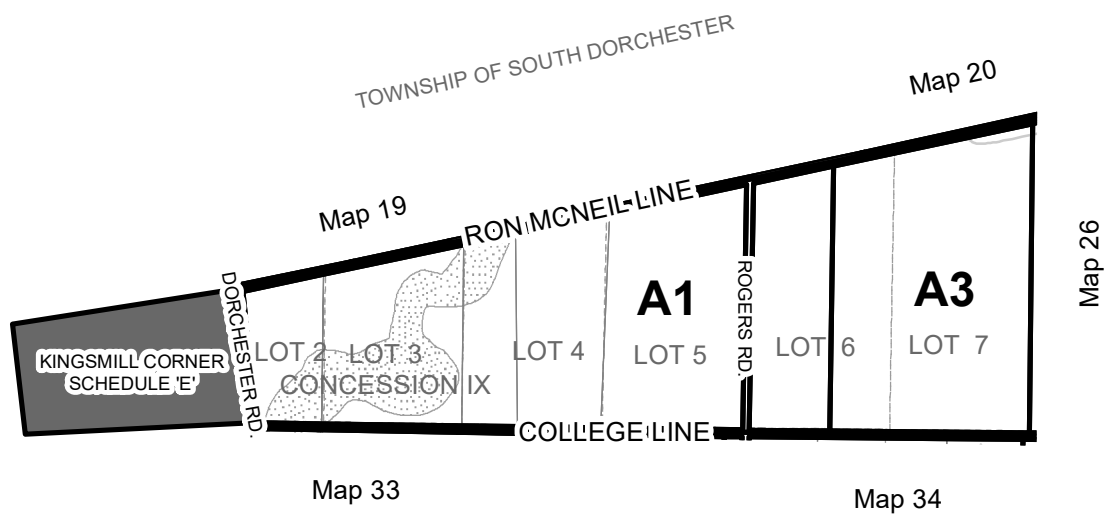 TOWNSHIP OF SOUTH DORCHESTER
Map 20
Map 19
RON MCNEIL LINE
Map 26
DORCHESTER RD.
ROGERS RD.
A1
A3
KINGSMILL CORNER
SCHEDULE 'E'
LOT 2
LOT 3
LOT 4
LOT 5
LOT 6
LOT 7
CONCESSION IX
COLLEGE LINE
Map 33
Map 34